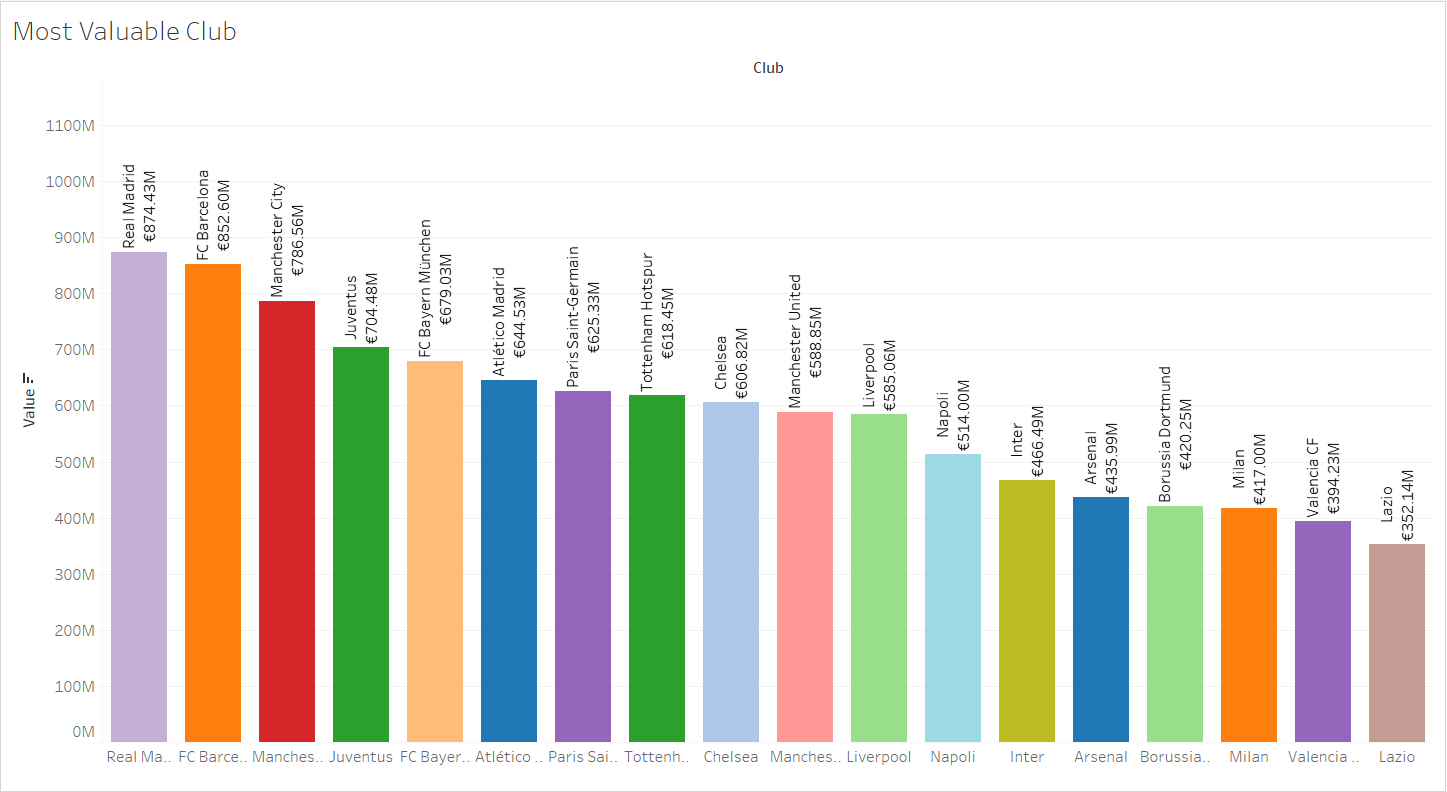 Most Valuable Club
Club
Value
1100M
1000M
900M
800M
700M
600M
500M
400M
300M
200M
100M
0M
Real Madrid
€874.43M
FC Barcelona
€852.60M
Manchester City
€786.56M
Juventus
€704.48M
FC Bayern München
€679.03M
Atlético Madrid
€644.53M
Paris Saint-Germain
€625.33M
Tottenham Hotspur
€618.45M
Chelsea
€606.82M
Manchester United
€588.85M
Liverpool
€585.06M
Napoli
€514.00M
Inter
€466.49M
Arsenal
€435.99M
Borussia Dortmund
€420.25M
Milan
€417.00M
Valencia CF
€394.23M
Lazio
€352.14M
Real Ma.. FC Barce.. Manches.. Juventus FC Bayer.. Atlético .. Paris Sai.. Tottenh.. Chelsea Manches.. Liverpool Napoli Inter Arsenal Borussia.. Milan Valencia .. Lazio